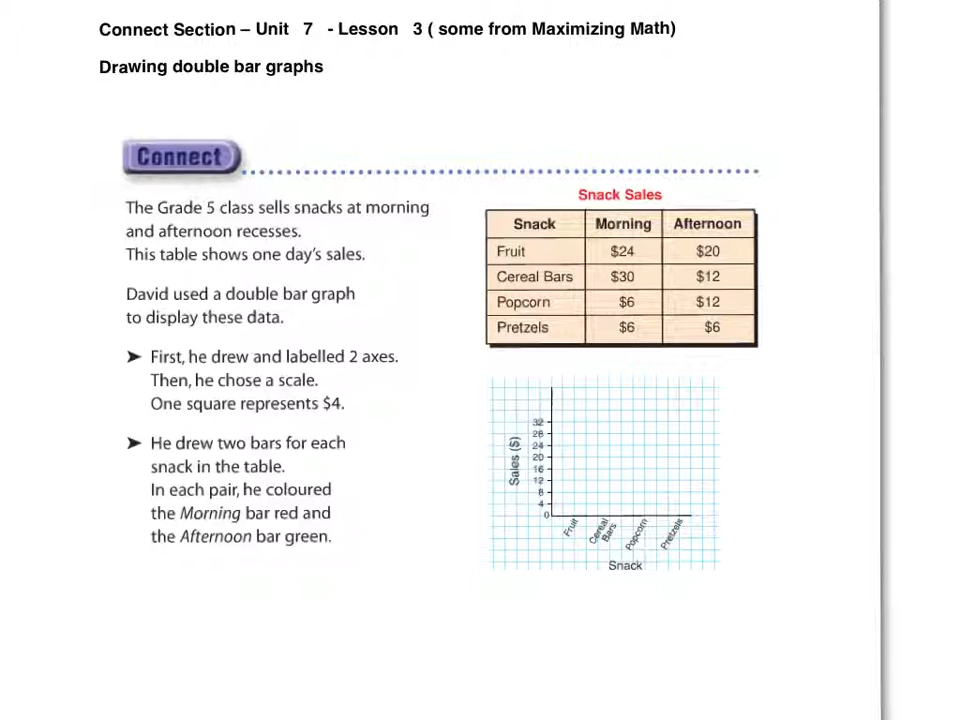 Connect Section – Unit 7 - Lesson 3 ( some from Maximizing Math)
Drawing double bar graphs
Connect
The Grade 5 class sells snacks at morning
and afternoon recesses.
This table shows one day's sales.
David used a double bar graph
to display these data.
➤ First, he drew and labelled 2 axes.
Then, he chose a scale.
One square represents $4.
➤ He drew two bars for each
snack in the table.
In each pair, he coloured
the Morning bar red and
the Afternoon bar green.
Snack Sales
Snack Morning Afternoon
Fruit $24 $20
Cereal Bars $30 $12
Popcorn $6 $12
Pretzels $6 $6
Sales ($)
32
28
24
20
16
12
8
4
0
Fruit
Cereal
Bars
Popcorn
Pretzels
Snack